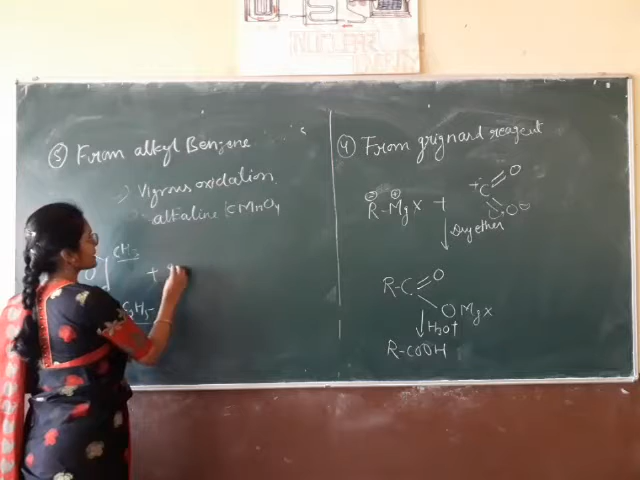 NUCLEAR
⑤ From alkyl Benzene
Vigrous oxidation
alkaline KMnO4
CH3
+
④ From grignard reagent
R-MgX + C O O
Dry ether
R-C O
OMgX
H3O+
R-COOH